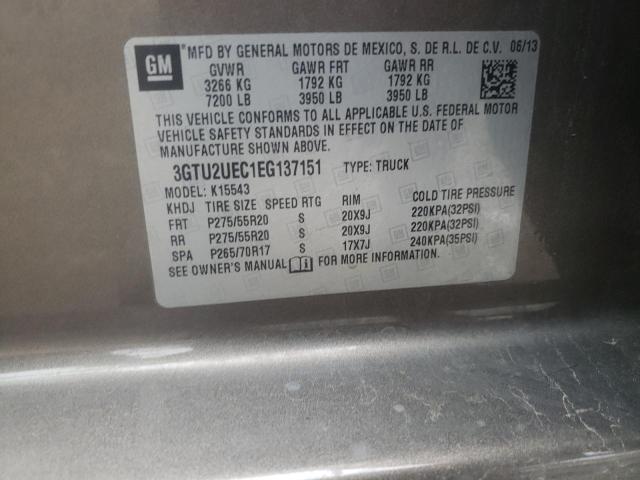 GM
® MFD BY GENERAL MOTORS DE MEXICO, S. DE R.L. DE C.V. 06/13
GVWR GAWR FRT GAWR RR
3266 KG 1792 KG 1792 KG
7200 LB 3950 LB 3950 LB
THIS VEHICLE CONFORMS TO ALL APPLICABLE U.S. FEDERAL MOTOR
VEHICLE SAFETY STANDARDS IN EFFECT ON THE DATE OF
MANUFACTURE SHOWN ABOVE.
3GTU2UEC1EG137151 TYPE: TRUCK
MODEL: K15543
KHDJ TIRE SIZE SPEED RTG RIM COLD TIRE PRESSURE
FRT P275/55R20 S 20X9J 220KPA(32PSI)
RR P275/55R20 S 20X9J 220KPA(32PSI)
SPA P265/70R17 S 17X7J 240KPA(35PSI)
SEE OWNER'S MANUAL FOR MORE INFORMATION.